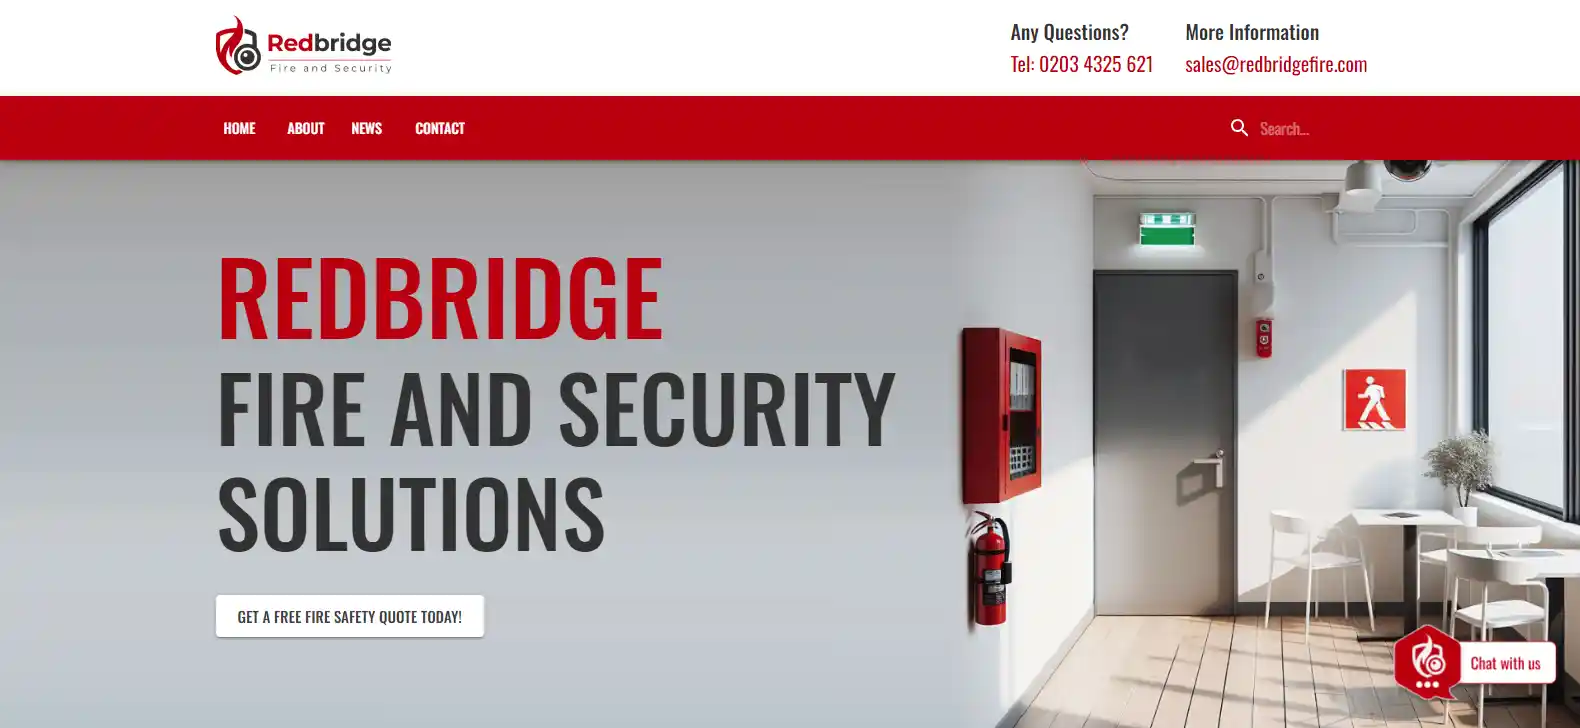 Redbridge
Fire and Security
Any Questions?
Tel: 0203 4325 621
More Information
sales@redbridgefire.com
HOME
ABOUT
NEWS
CONTACT
Search...
REDBRIDGE
FIRE AND SECURITY
SOLUTIONS
GET A FREE FIRE SAFETY QUOTE TODAY!
Chat with us